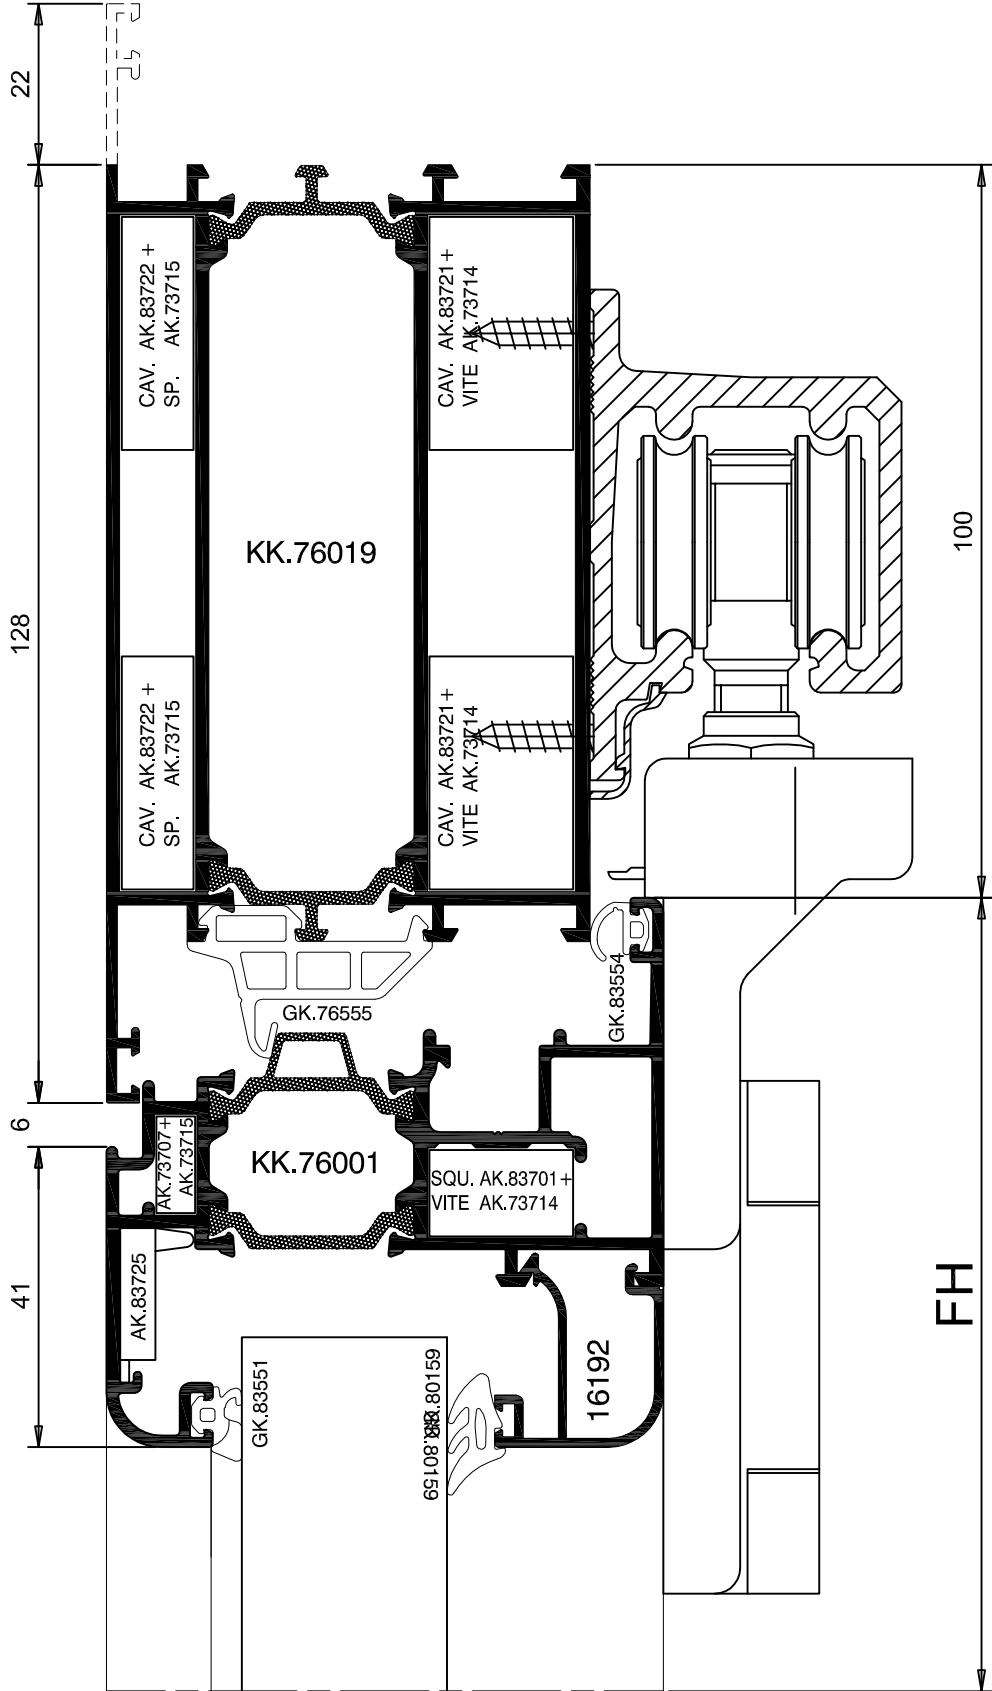 22
CAV. AK.83722 +
SP. AK.73715
CAV. AK.83721+
VITE AK.73714
KK.76019
100
128
CAV. AK.83722 +
SP. AK.73715
CAV. AK.83721+
VITE AK.73714
GK.83554
GK.76555
6
AK.73707+
AK.73715
KK.76001
SQU. AK.83701+
VITE AK.73714
41
AK.83725
FH
GK.83551
16192